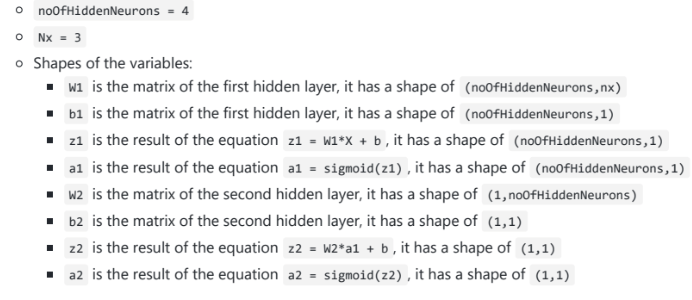 noOfHiddenNeurons = 4
Nx = 3
Shapes of the variables:
W1 is the matrix of the first hidden layer, it has a shape of (noOfHiddenNeurons,nx)
b1 is the matrix of the first hidden layer, it has a shape of (noOfHiddenNeurons,1)
z1 is the result of the equation z1 = W1*X + b , it has a shape of (noOfHiddenNeurons,1)
a1 is the result of the equation a1 = sigmoid(z1) , it has a shape of (noOfHiddenNeurons,1)
W2 is the matrix of the second hidden layer, it has a shape of (1,noOfHiddenNeurons)
b2 is the matrix of the second hidden layer, it has a shape of (1,1)
z2 is the result of the equation z2 = W2*a1 + b , it has a shape of (1,1)
a2 is the result of the equation a2 = sigmoid(z2) , it has a shape of (1,1)